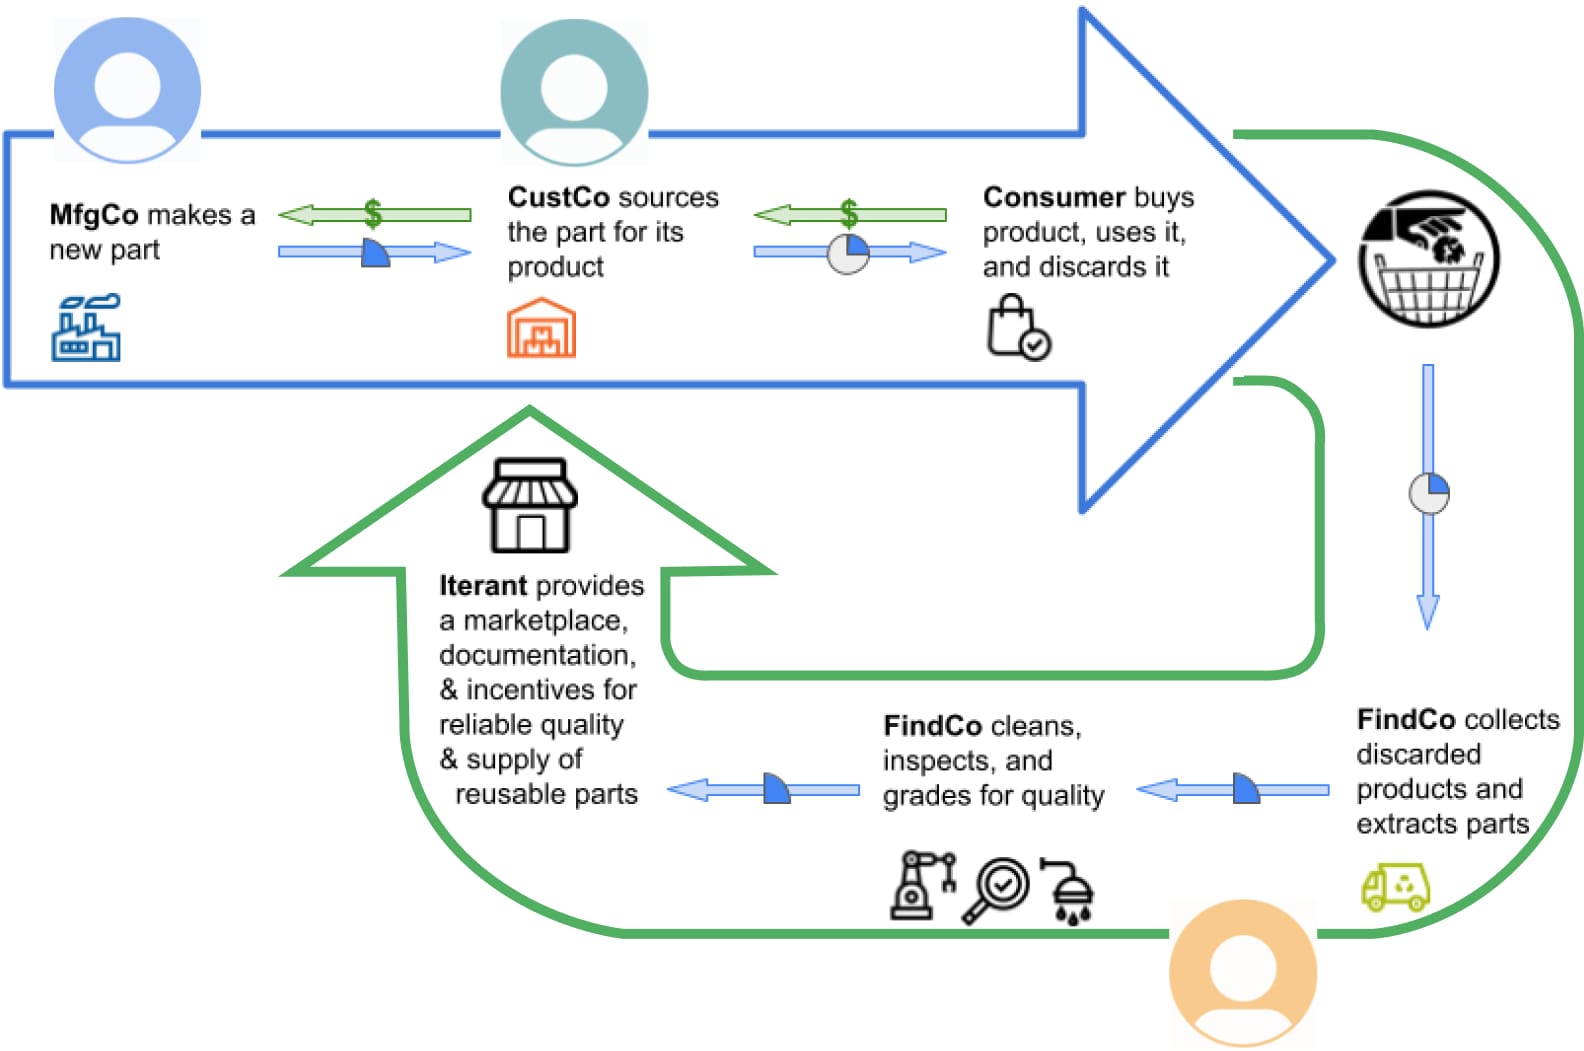 MfgCo makes a
new part
$
CustCo sources
the part for its
product
$
Consumer buys
product, uses it,
and discards it
Iterant provides
a marketplace,
documentation,
& incentives for
reliable quality
& supply of
reusable parts
FindCo cleans,
inspects, and
grades for quality
FindCo collects
discarded
products and
extracts parts